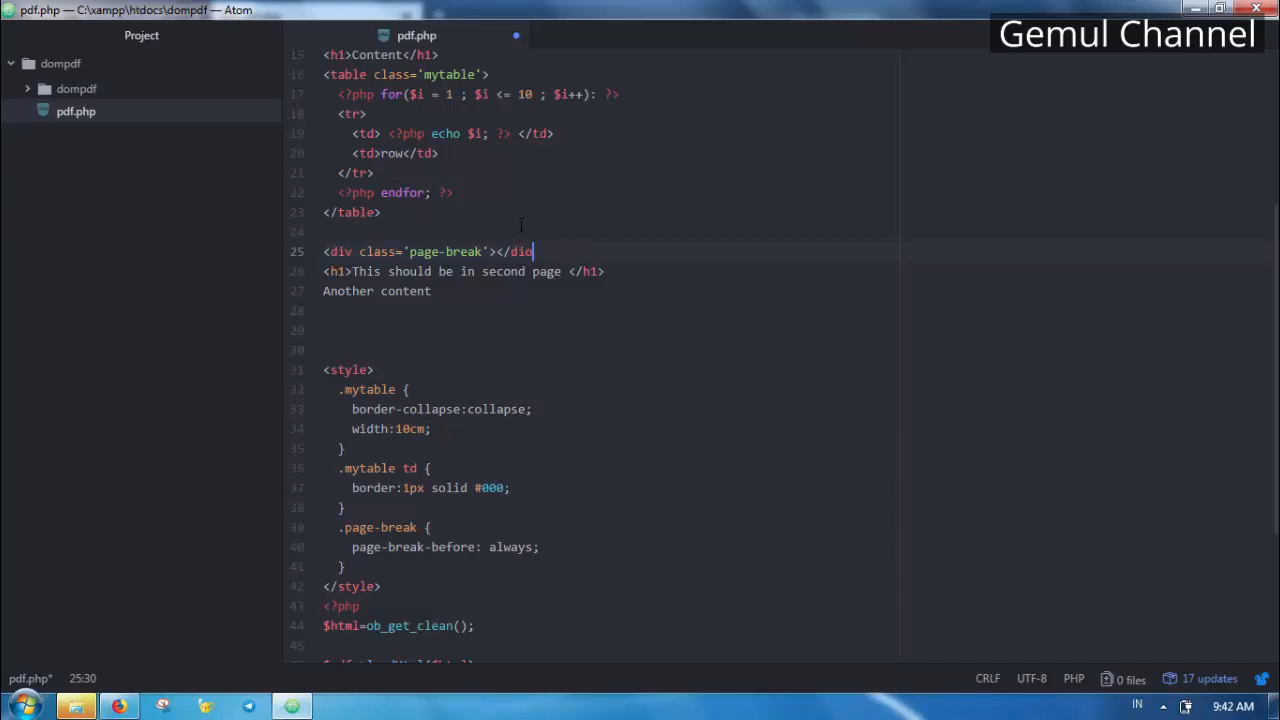 pdf.php — C:\xampp\htdocs\dompdf — Atom
Gemul Channel
Project
pdf.php
dompdf
dompdf
pdf.php
15 <h1>Content</h1>
16 <table class='mytable'>
17 <?php for($i = 1 ; $i <= 10 ; $i++): ?>
18 <tr>
19 <td> <?php echo $i; ?> </td>
20 <td>row</td>
21 </tr>
22 <?php endfor; ?>
23 </table>
24
25 <div class='page-break'></dio
26 <h1>This should be in second page </h1>
27 Another content
28
29
30
31 <style>
32 .mytable {
33 border-collapse:collapse;
34 width:10cm;
35 }
36 .mytable td {
37 border:1px solid #000;
38 }
39 .page-break {
40 page-break-before: always;
41 }
42 </style>
43 <?php
44 $html=ob_get_clean();
45
pdf.php* 25:30 CRLF UTF-8 PHP 0 files 17 updates
IN 9:42 AM